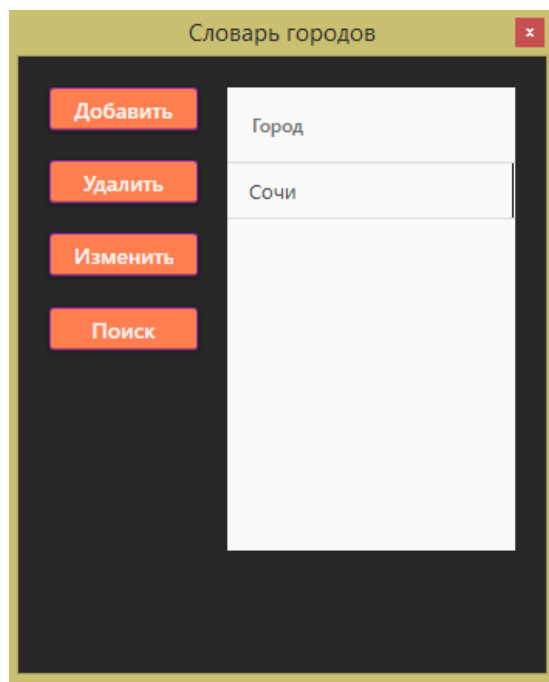 Словарь городов
x
Добавить
Удалить
Изменить
Поиск
Город
Сочи